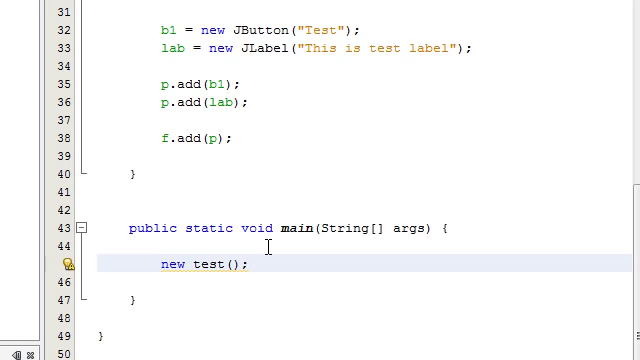 31
32 b1 = new JButton("Test");
33 lab = new JLabel("This is test label");
34
35 p.add(b1);
36 p.add(lab);
37
38 f.add(p);
39
40 }
41
42
43 public static void main(String[] args) {
44
new test();
46
47 }
48
49 }
50